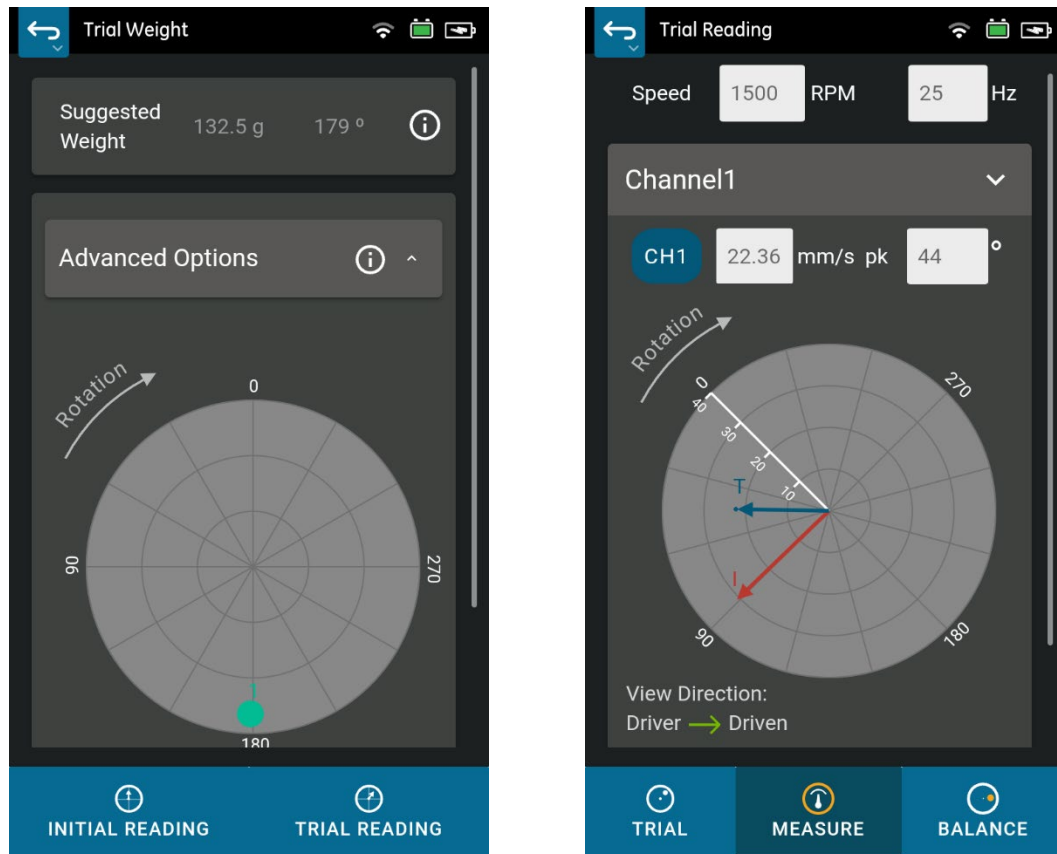 Trial Weight
Suggested
Weight
132.5 g
179 º
Advanced Options
Rotation
0
90
270
180
1
INITIAL READING
TRIAL READING
Trial Reading
Speed
1500
RPM
25
Hz
Channel1
CH1
22.36
mm/s pk
44
°
Rotation
0
40
30
20
10
270
T
I
90
180
View Direction:
Driver → Driven
TRIAL
MEASURE
BALANCE